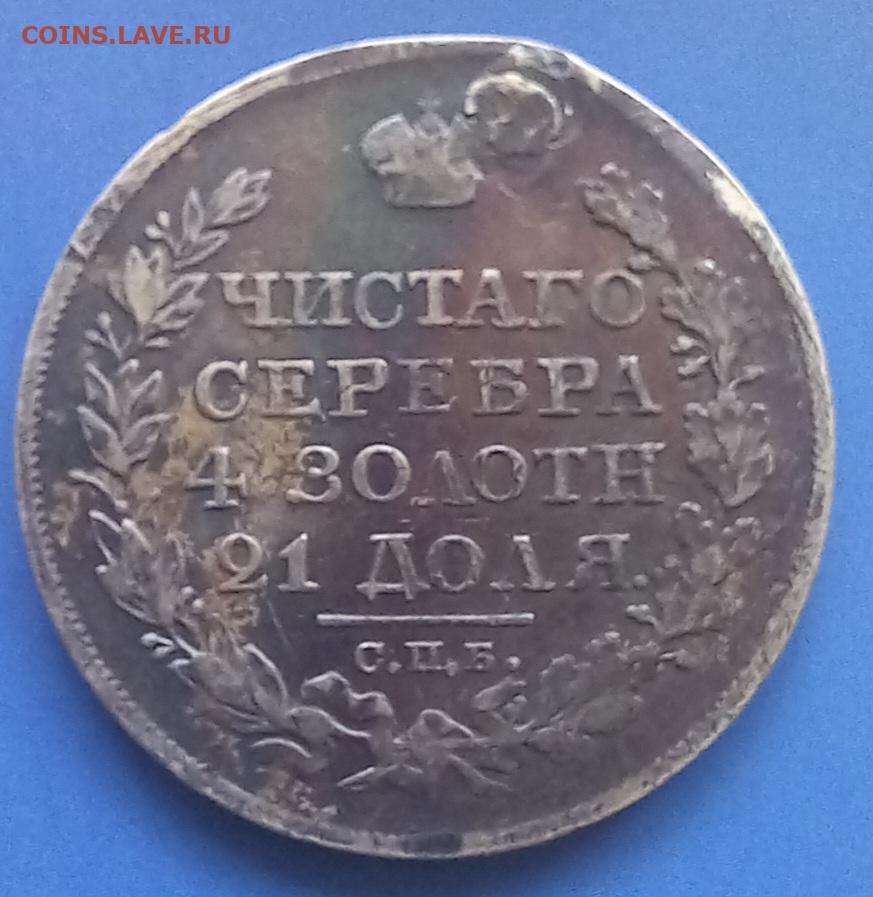 COINS.LAVE.RU
ЧИСТАГО
СЕРЕБРА
4 ЗОЛОТН
21 ДОЛЯ.
С.П.Б.